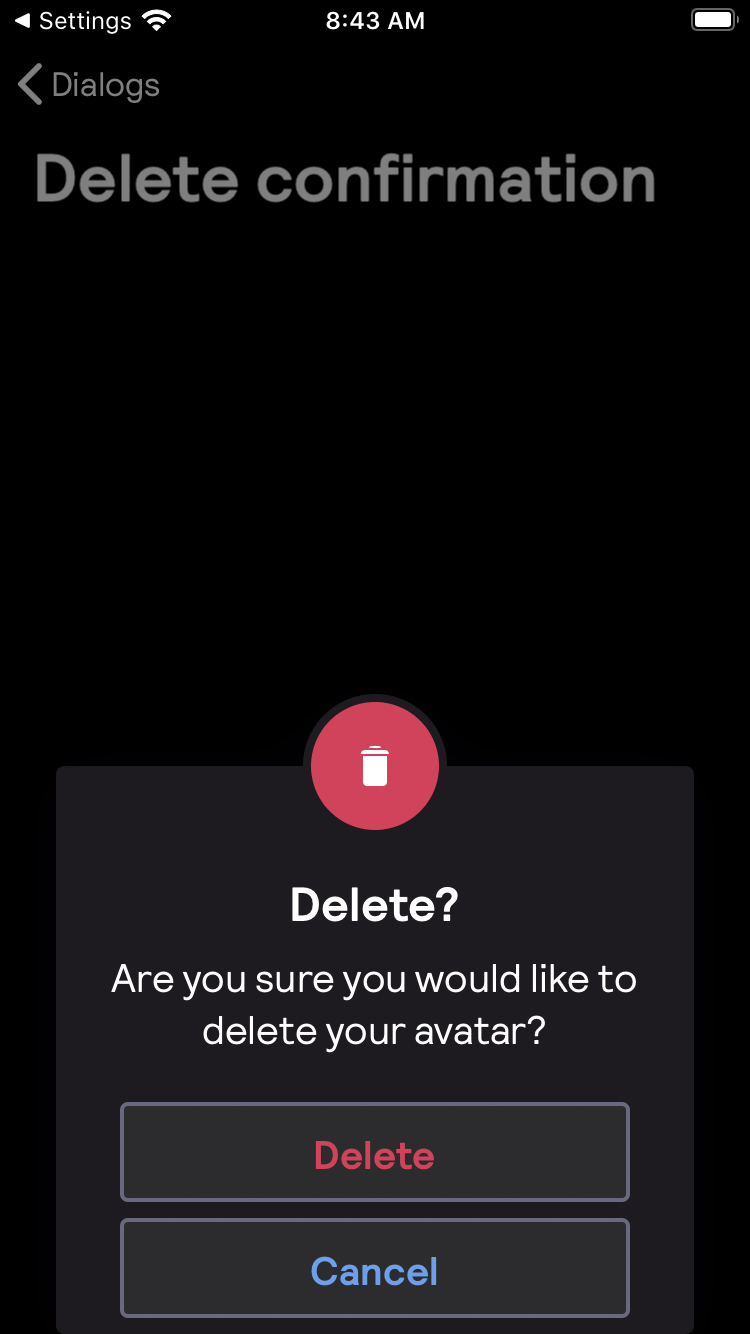 Settings 8:43 AM
Dialogs
Delete confirmation
Delete?
Are you sure you would like to
delete your avatar?
Delete
Cancel